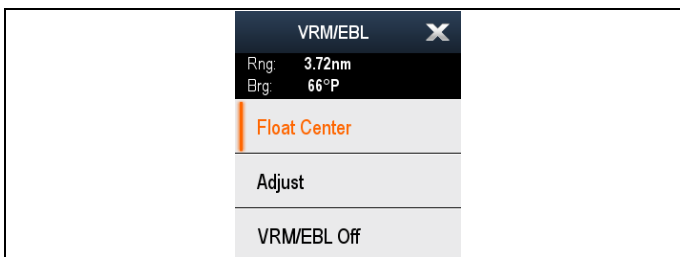 VRM/EBL X
Rng: 3.72nm
Brg: 66°P
Float Center
Adjust
VRM/EBL Off